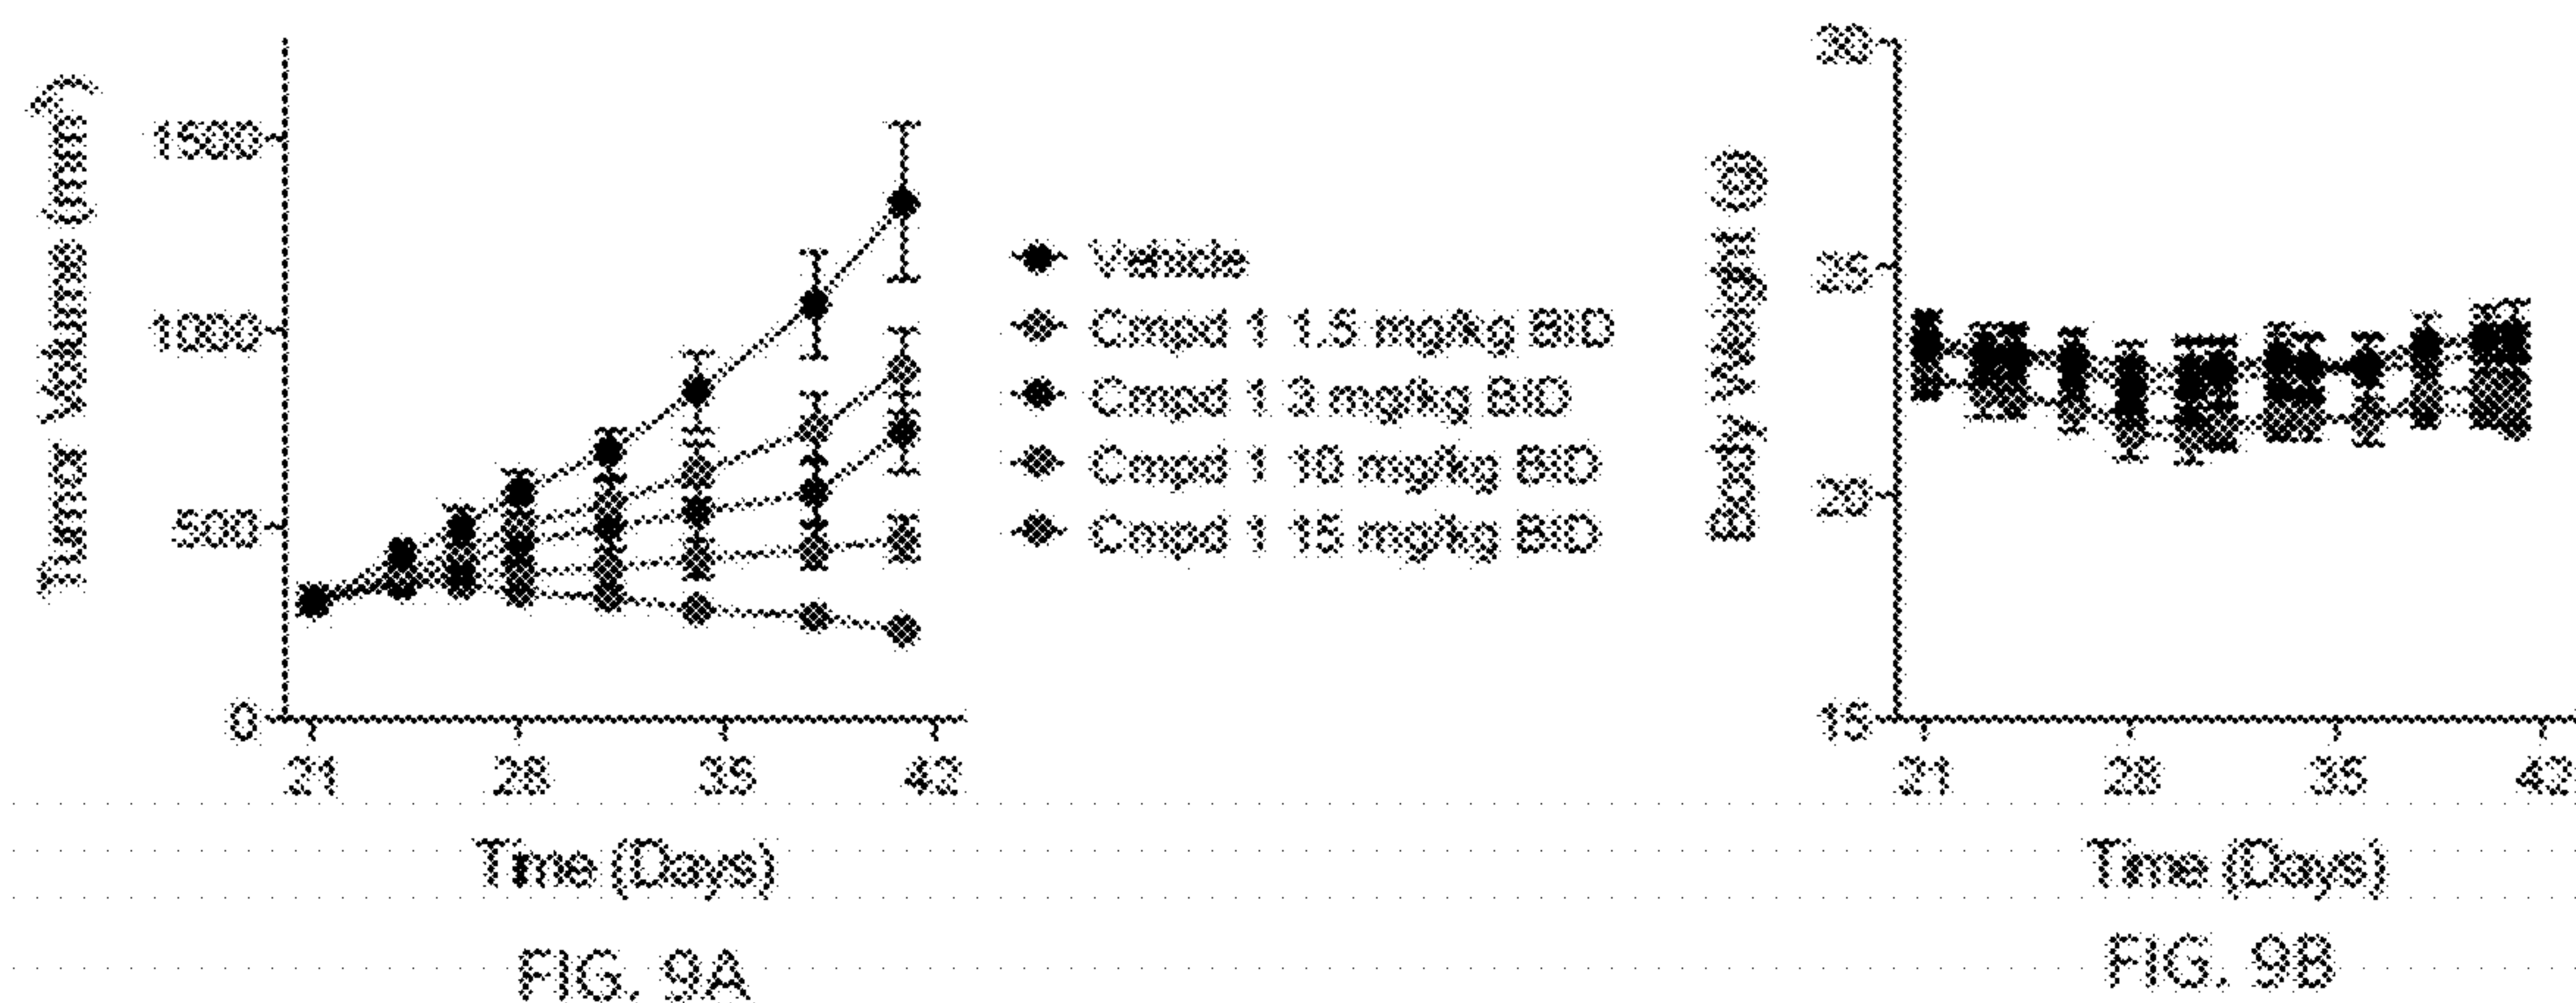 Tumor Volume (mm³)
1500
1000
500
0
21 28 35 42
Time (Days)
FIG. 9A
Vehicle
Cmpd 1 1.5 mg/kg BID
Cmpd 1 3 mg/kg BID
Cmpd 1 10 mg/kg BID
Cmpd 1 15 mg/kg BID
Body Weight (g)
30
25
20
15
21 28 35 42
Time (Days)
FIG. 9B